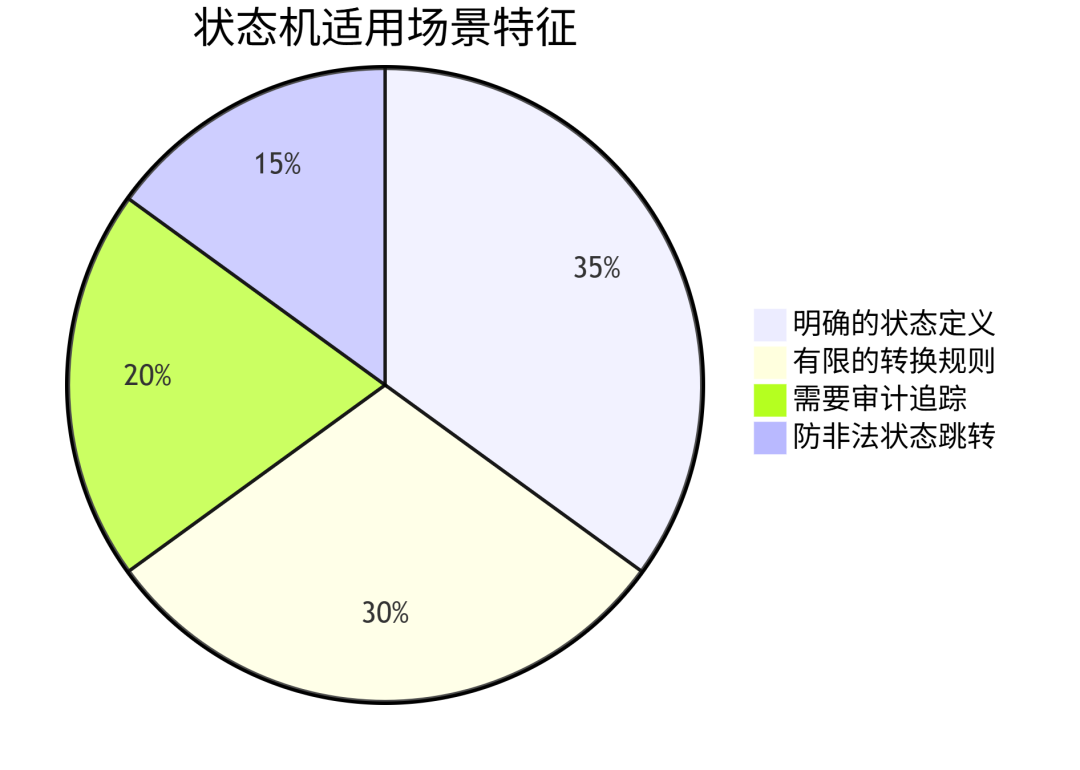 状态机适用场景特征
15%
35%
20%
30%
明确的状态定义
有限的转换规则
需要审计追踪
防非法状态跳转